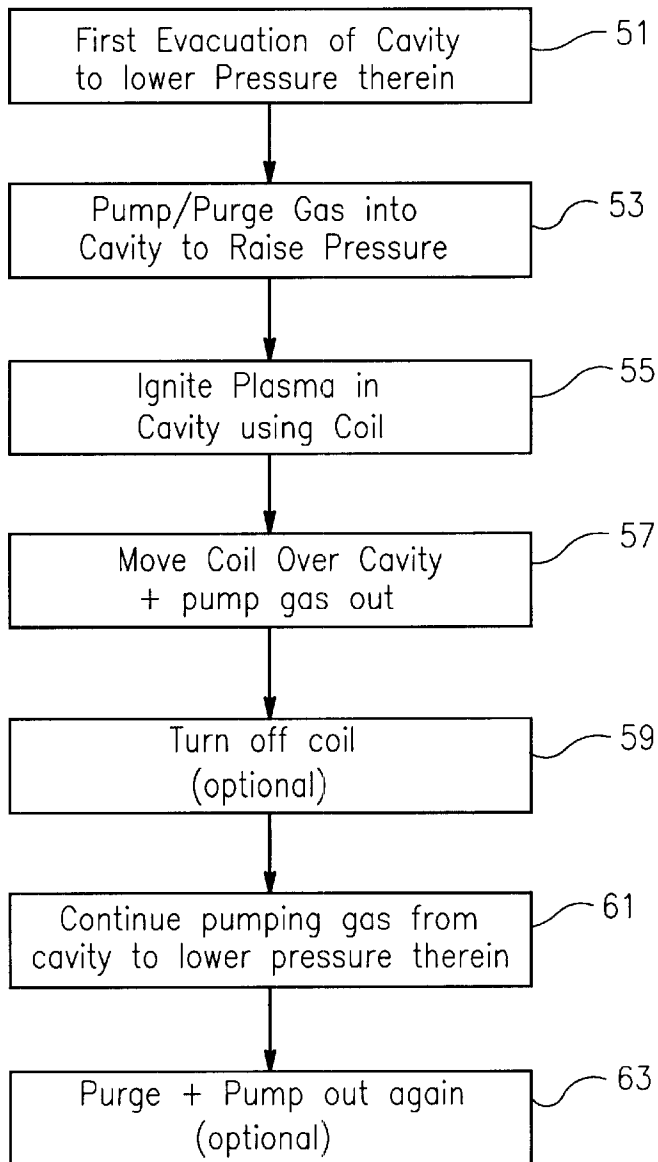 First Evacuation of Cavity
to lower Pressure therein
51
Pump/Purge Gas into
Cavity to Raise Pressure
53
Ignite Plasma in
Cavity using Coil
55
Move Coil Over Cavity
+ pump gas out
57
Turn off coil
(optional)
59
Continue pumping gas from
cavity to lower pressure therein
61
Purge + Pump out again
(optional)
63